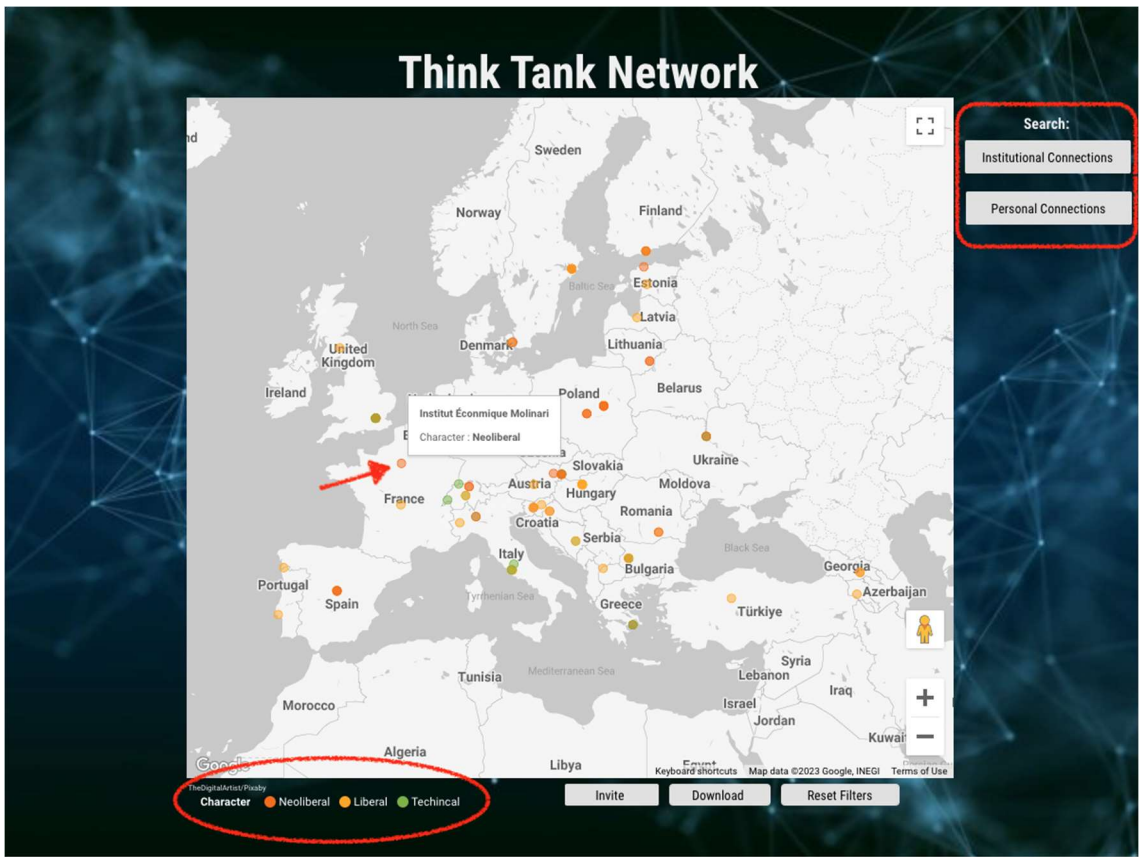 Think Tank Network
Search:
Institutional Connections
Personal Connections
nd
Sweden
Norway
Finland
Baltic Sea
Estonia
Latvia
North Sea
Denmark
Lithuania
United
Kingdom
Ireland
Belarus
Poland
Institut Éconmique Molinari
Character : Neoliberal
Ukraine
Slovakia
Austria
Hungary
Moldova
France
Romania
Croatia
Serbia
Black Sea
Italy
Bulgaria
Georgia
Portugal
Spain
Tyrrhenian Sea
Greece
Azerbaijan
Türkiye
Mediterranean Sea
Tunisia
Syria
Lebanon
Iraq
Israel
Morocco
Jordan
Kuwai
Algeria
Libya
Egypt
Google
Keyboard shortcuts
Map data ©2023 Google, INEGI
Terms of Use
TheDigitalArtist/Pixaby
Character Neoliberal Liberal Techincal
Invite
Download
Reset Filters